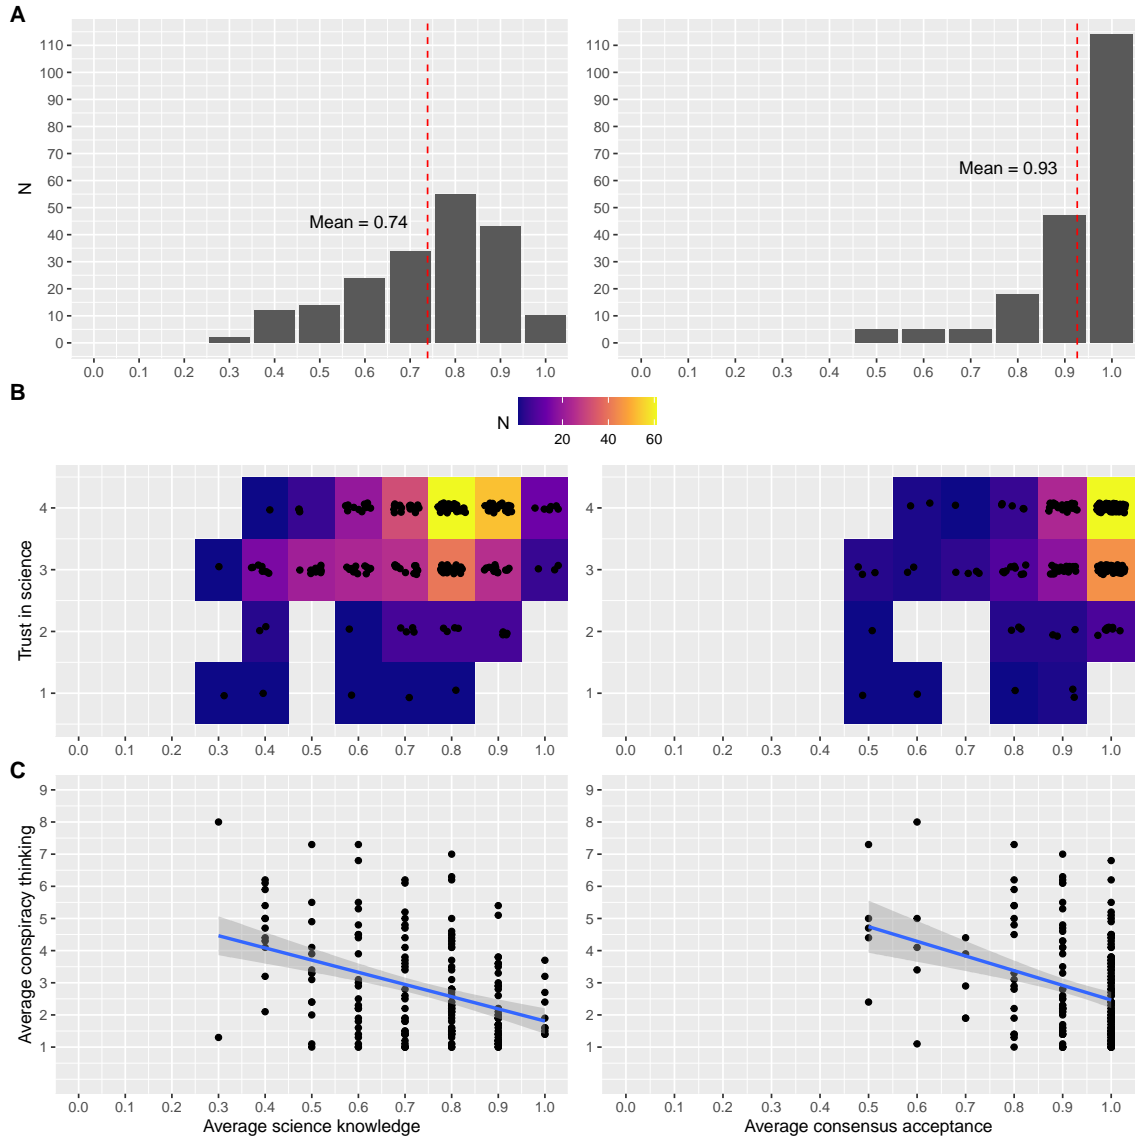 A
N
110
100
90
80
70
60
50
40
30
20
10
0
Mean = 0.74
Mean = 0.93
0.0 0.1 0.2 0.3 0.4 0.5 0.6 0.7 0.8 0.9 1.0
0.0 0.1 0.2 0.3 0.4 0.5 0.6 0.7 0.8 0.9 1.0
B
N
20 40 60
Trust in science
4
3
2
1
0.0 0.1 0.2 0.3 0.4 0.5 0.6 0.7 0.8 0.9 1.0
4
3
2
1
0.0 0.1 0.2 0.3 0.4 0.5 0.6 0.7 0.8 0.9 1.0
C
Average conspiracy thinking
9
8
7
6
5
4
3
2
1
0.0 0.1 0.2 0.3 0.4 0.5 0.6 0.7 0.8 0.9 1.0
Average science knowledge
9
8
7
6
5
4
3
2
1
0.0 0.1 0.2 0.3 0.4 0.5 0.6 0.7 0.8 0.9 1.0
Average consensus acceptance
110
100
90
80
70
60
50
40
30
20
10
0